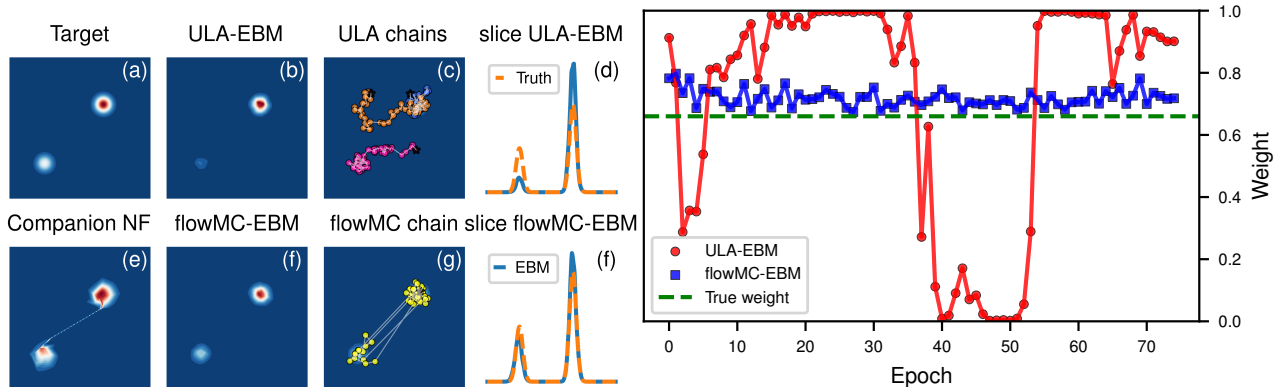 Target ULA-EBM ULA chains slice ULA-EBM
(a) (b) (c) (d)
Truth
Companion NF flowMC-EBM flowMC chain slice flowMC-EBM
(e) (f) (g) (f)
EBM
1.0
0.8
0.6
0.4
0.2
0.0
Weight
ULA-EBM
flowMC-EBM
True weight
0 10 20 30 40 50 60 70
Epoch